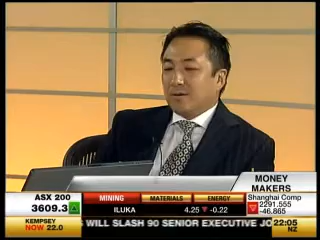 MONEY
MAKERS
ASX 200
3609.3
MINING MATERIALS ENERGY
ILUKA 4.25 -0.22
Shanghai Comp
2291.555
-46.865
KEMPSEY
NOW 22.0
WILL SLASH 90 SENIOR EXECUTIVE JO
22:05
NZ